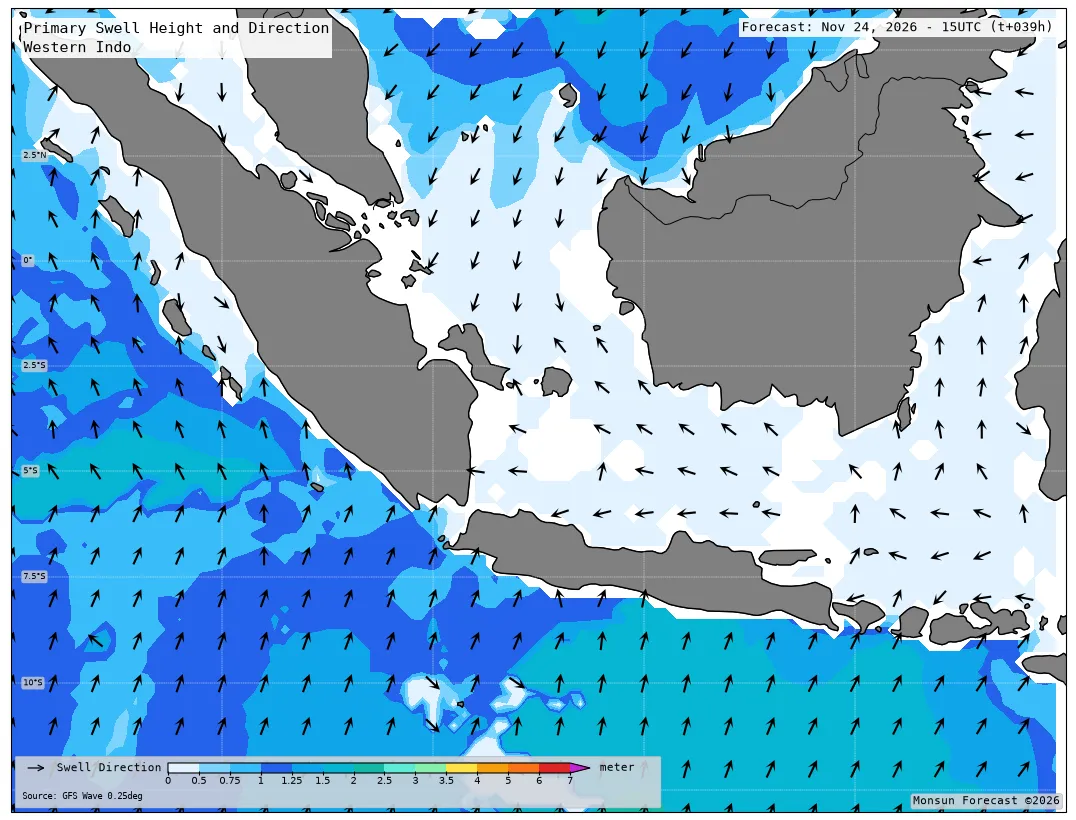 Primary Swell Height and Direction
Western Indo
Forecast: Nov 24, 2026 - 15UTC (t+039h)
2.5°N
0°
2.5°S
5°S
7.5°S
10°S
Swell Direction
0 0.5 0.75 1 1.25 1.5 2 2.5 3 3.5 4 5 6 7
meter
Source: GFS Wave 0.25deg
Monsun Forecast ©2026